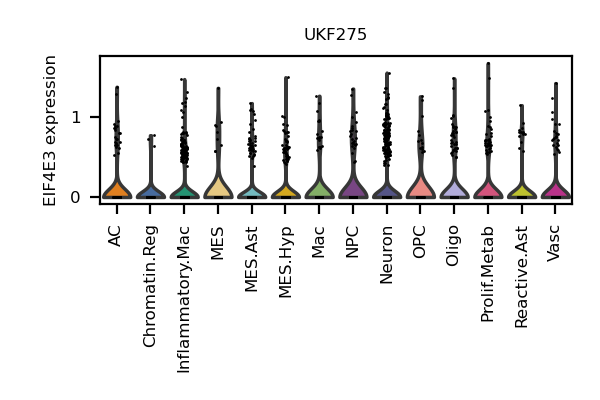 UKF275
EIF4E3 expression
1
0
AC
Chromatin.Reg
Inflammatory.Mac
MES
MES.Ast
MES.Hyp
Mac
NPC
Neuron
OPC
Oligo
Prolif.Metab
Reactive.Ast
Vasc